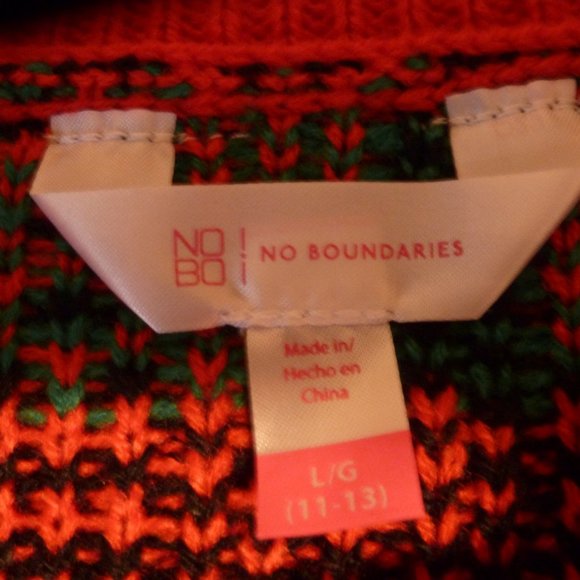 NO
BO
NO BOUNDARIES
Made in/
Hecho en
China
L/G
(11-13)